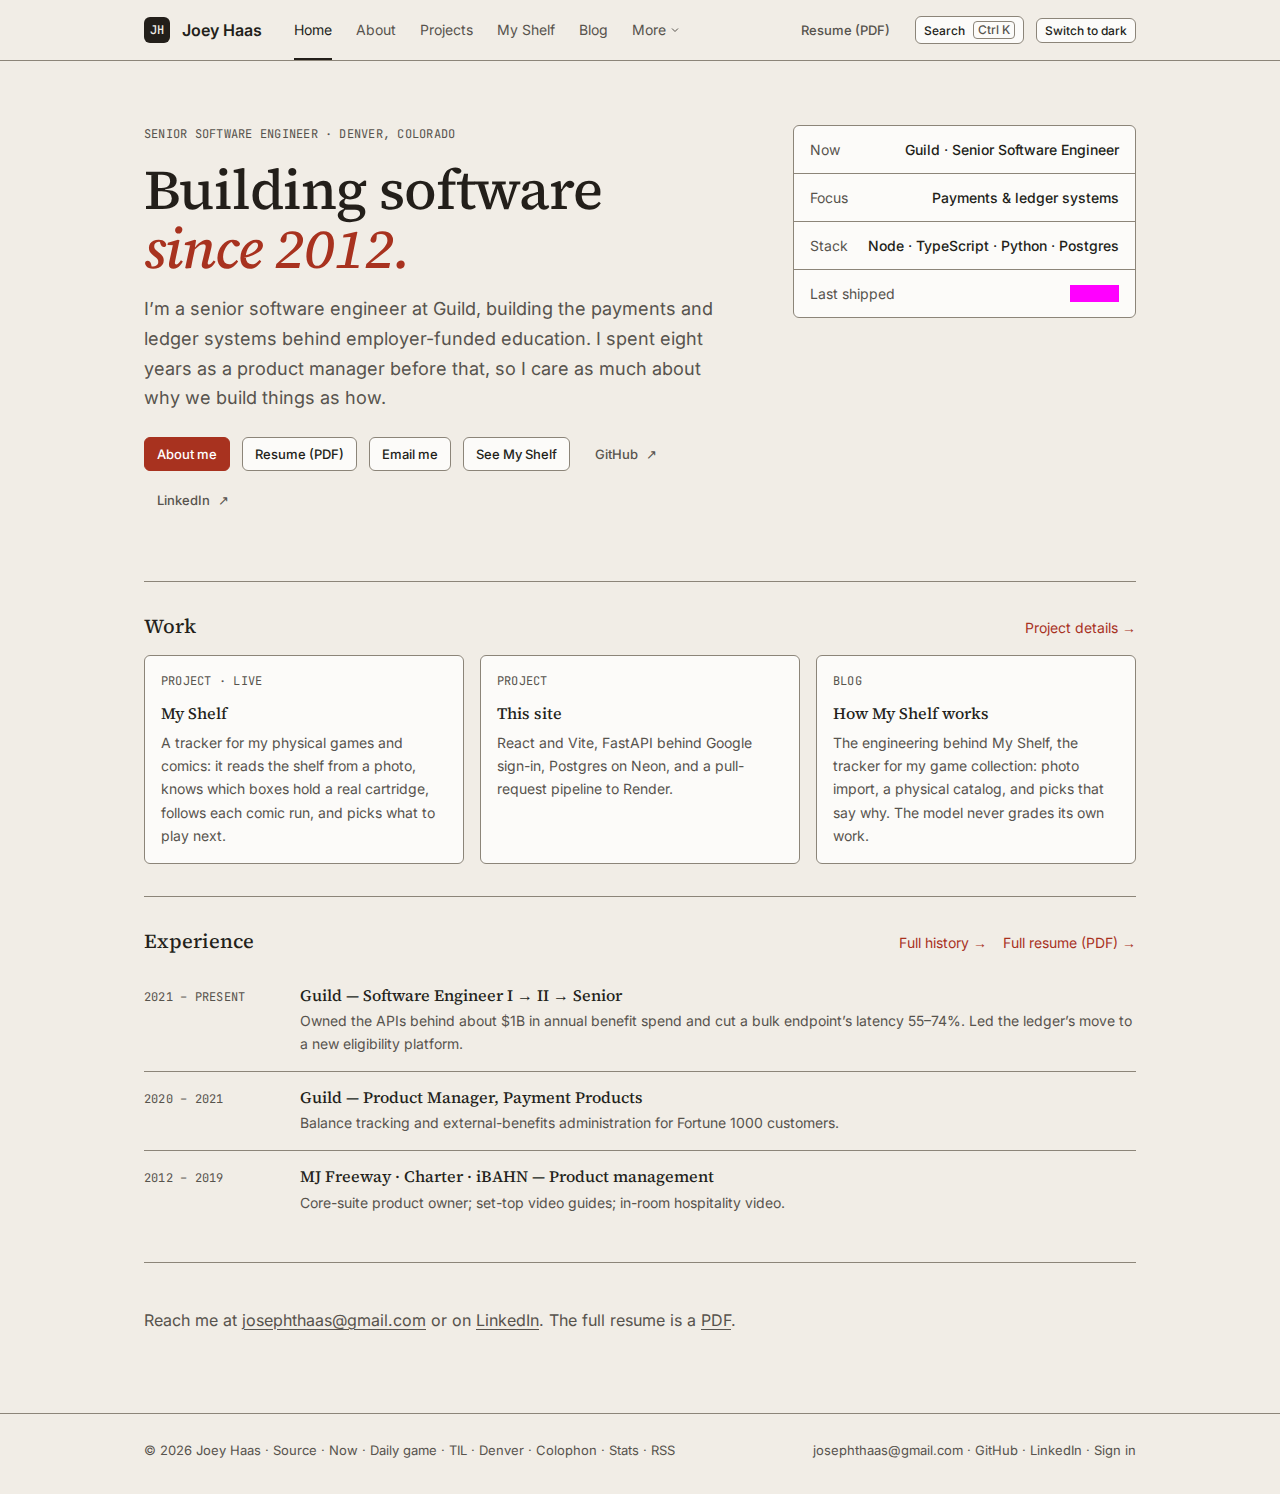 JH Joey Haas Home About Projects My Shelf Blog More Resume (PDF) Search Ctrl K Switch to dark
SENIOR SOFTWARE ENGINEER · DENVER, COLORADO
Building software
since 2012.
I’m a senior software engineer at Guild, building the payments and
ledger systems behind employer-funded education. I spent eight
years as a product manager before that, so I care as much about
why we build things as how.
About me Resume (PDF) Email me See My Shelf GitHub ↗
LinkedIn ↗
Now Guild · Senior Software Engineer
Focus Payments & ledger systems
Stack Node · TypeScript · Python · Postgres
Last shipped
Work Project details →
PROJECT · LIVE
My Shelf
A tracker for my physical games and
comics: it reads the shelf from a photo,
knows which boxes hold a real cartridge,
follows each comic run, and picks what to
play next.
PROJECT
This site
React and Vite, FastAPI behind Google
sign-in, Postgres on Neon, and a pull-
request pipeline to Render.
BLOG
How My Shelf works
The engineering behind My Shelf, the
tracker for my game collection: photo
import, a physical catalog, and picks that
say why. The model never grades its own
work.
Experience Full history → Full resume (PDF) →
2021 – PRESENT Guild — Software Engineer I → II → Senior
Owned the APIs behind about $1B in annual benefit spend and cut a bulk endpoint’s latency 55–74%. Led the ledger’s move to
a new eligibility platform.
2020 – 2021 Guild — Product Manager, Payment Products
Balance tracking and external-benefits administration for Fortune 1000 customers.
2012 – 2019 MJ Freeway · Charter · iBAHN — Product management
Core-suite product owner; set-top video guides; in-room hospitality video.
Reach me at josephthaas@gmail.com or on LinkedIn. The full resume is a PDF.
© 2026 Joey Haas · Source · Now · Daily game · TIL · Denver · Colophon · Stats · RSS josephthaas@gmail.com · GitHub · LinkedIn · Sign in